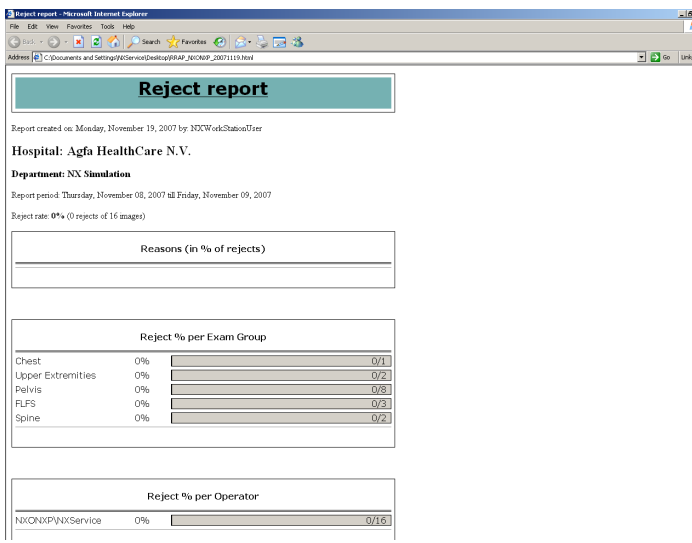 Reject report - Microsoft Internet Explorer
File Edit View Favorites Tools Help
Back Search Favorites
Address C:\Documents and Settings\NXService\Desktop\RRAP_NXONXP_20071119.html Go Links
Reject report
Report created on: Monday, November 19, 2007 by: NXWorkStationUser
Hospital: Agfa HealthCare N.V.
Department: NX Simulation
Report period: Thursday, November 08, 2007 till Friday, November 09, 2007
Reject rate: 0% (0 rejects of 16 images)
Reasons (in % of rejects)
Reject % per Exam Group
Chest 0% 0/1
Upper Extremities 0% 0/2
Pelvis 0% 0/8
FLFS 0% 0/3
Spine 0% 0/2
Reject % per Operator
NXONXP\NXService 0% 0/16